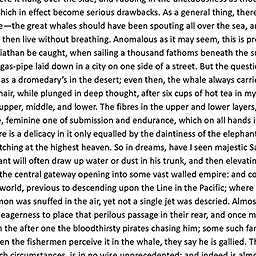 hich in effect become serious drawbacks. As a general thing, ther
e—the great whales should have been spouting all over the sea, a
then live without breathing. Anomalous as it may seem, this is pr
iathan be caught, when sailing a thousand fathoms beneath the su
gas-pipe laid down in a city on one side of a street. But the questi
as a dromedary's in the desert; even then, the whale always carri
hair, while plunged in deep thought, after six cups of hot tea in my
upper, middle, and lower. The fibres in the upper and lower layers,
, feminine one of submission and endurance, which on all hands i
re is a delicacy in it only equalled by the daintiness of the elephan
tching at the highest heaven. So in dreams, have I seen majestic Sa
ant will often draw up water or dust in his trunk, and then elevatin
the central gateway opening into some vast walled empire: and co
world, previous to descending upon the Line in the Pacific; where
mon was snuffed in the air, yet not a single jet was descried. Almos
eagerness to place that perilous passage in their rear, and once m
n the after one the bloodthirsty pirates chasing him; some such fa
en the fishermen perceive it in the whale, they say he is gallied. Th